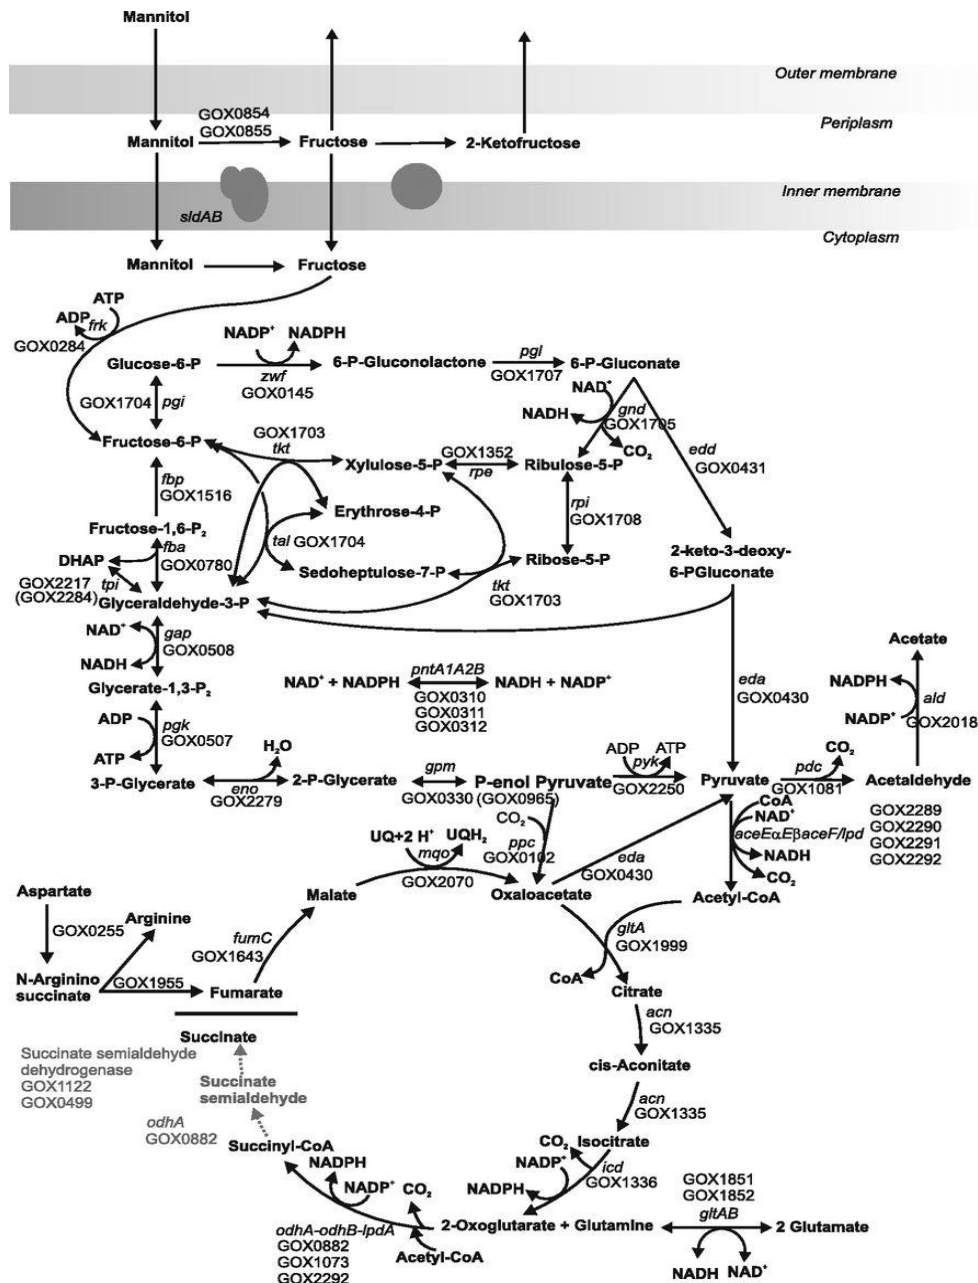 Mannitol
Outer membrane
GOX0854
GOX0855
Periplasm
Mannitol
Fructose
2-Ketofructose
Inner membrane
sldAB
Cytoplasm
Mannitol
Fructose
ATP
ADP
frk
GOX0284
NADP+ NADPH
Glucose-6-P
zwf
GOX0145
6-P-Gluconolactone
pgl
GOX1707
6-P-Gluconate
GOX1704
pgi
NAD+
NADH
gnd
GOX1705
CO2
edd
GOX0431
Fructose-6-P
GOX1703
tkt
Xylulose-5-P
GOX1352
rpe
Ribulose-5-P
fbp
GOX1516
Erythrose-4-P
rpi
GOX1708
Fructose-1,6-P2
fba
GOX0780
DHAP
tal GOX1704
Sedoheptulose-7-P
Ribose-5-P
2-keto-3-deoxy-
6-PGluconate
GOX2217
(GOX2284)
tpi
tkt
GOX1703
Glyceraldehyde-3-P
NAD+
NADH
gap
GOX0508
Acetate
Glycerate-1,3-P2
NAD+ + NADPH
pntA1A2B
NADH + NADP+
GOX0310
GOX0311
GOX0312
eda
GOX0430
NADPH
NADP+
ald
GOX2018
ADP
ATP
pgk
GOX0507
3-P-Glycerate
H2O
eno
GOX2279
2-P-Glycerate
gpm
GOX0330
P-enol Pyruvate
(GOX0965)
ADP
ATP
pyk
GOX2250
Pyruvate
CO2
pdc
GOX1081
Acetaldehyde
GOX2289
GOX2290
GOX2291
GOX2292
CoA
NAD+
aceEαEβaceF/lpd
NADH
CO2
Acetyl-CoA
CO2
ppc
GOX0102
UQ+2 H+
UQH2
mqo
GOX2070
eda
GOX0430
Malate
Oxaloacetate
Aspartate
GOX0255
Arginine
fumC
GOX1643
gltA
GOX1999
CoA
N-Arginino
succinate
GOX1955
Fumarate
Citrate
acn
GOX1335
Succinate
Succinate semialdehyde
dehydrogenase
GOX1122
GOX0499
Succinate
semialdehyde
cis-Aconitate
acn
GOX1335
odhA
GOX0882
Succinyl-CoA
Isocitrate
CO2
NADP+
NADPH
icd
GOX1336
NADPH
NADP+
CO2
GOX1851
GOX1852
gltAB
odhA-odhB-lpdA
GOX0882
GOX1073
GOX2292
Acetyl-CoA
2-Oxoglutarate + Glutamine
2 Glutamate
NADH
NAD+